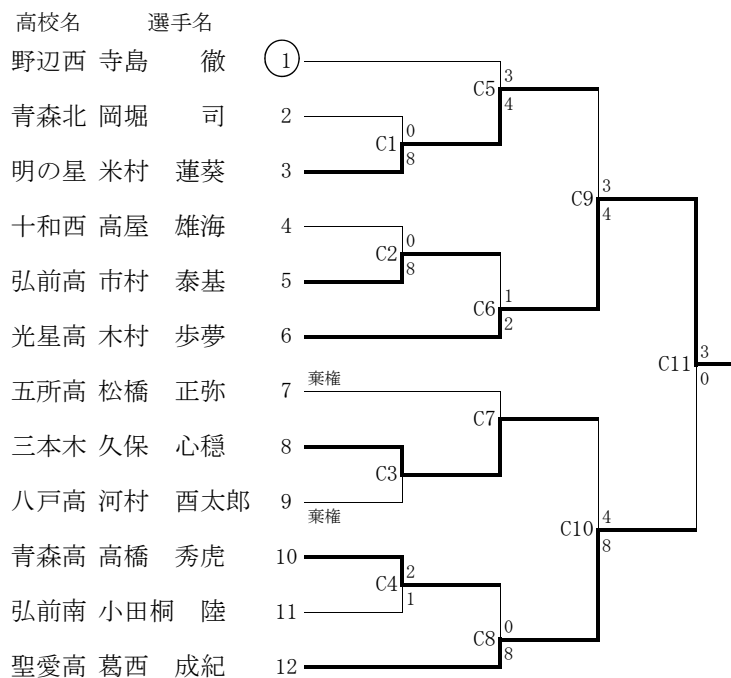 高校名 選手名
野辺西 寺島 徹 1
青森北 岡堀 司 2
明の星 米村 蓮葵 3
十和西 高屋 雄海 4
弘前高 市村 泰基 5
光星高 木村 歩夢 6
五所高 松橋 正弥 7 棄権
三本木 久保 心穏 8
八戸高 河村 酉太郎 9 棄権
青森高 高橋 秀虎 10
弘前南 小田桐 陸 11
聖愛高 葛西 成紀 12
C1 0 8
C2 0 8
C3
C4 2 1
C5 3 4
C6 1 2
C7
C8 0 8
C9 3 4
C10 4 8
C11 3 0